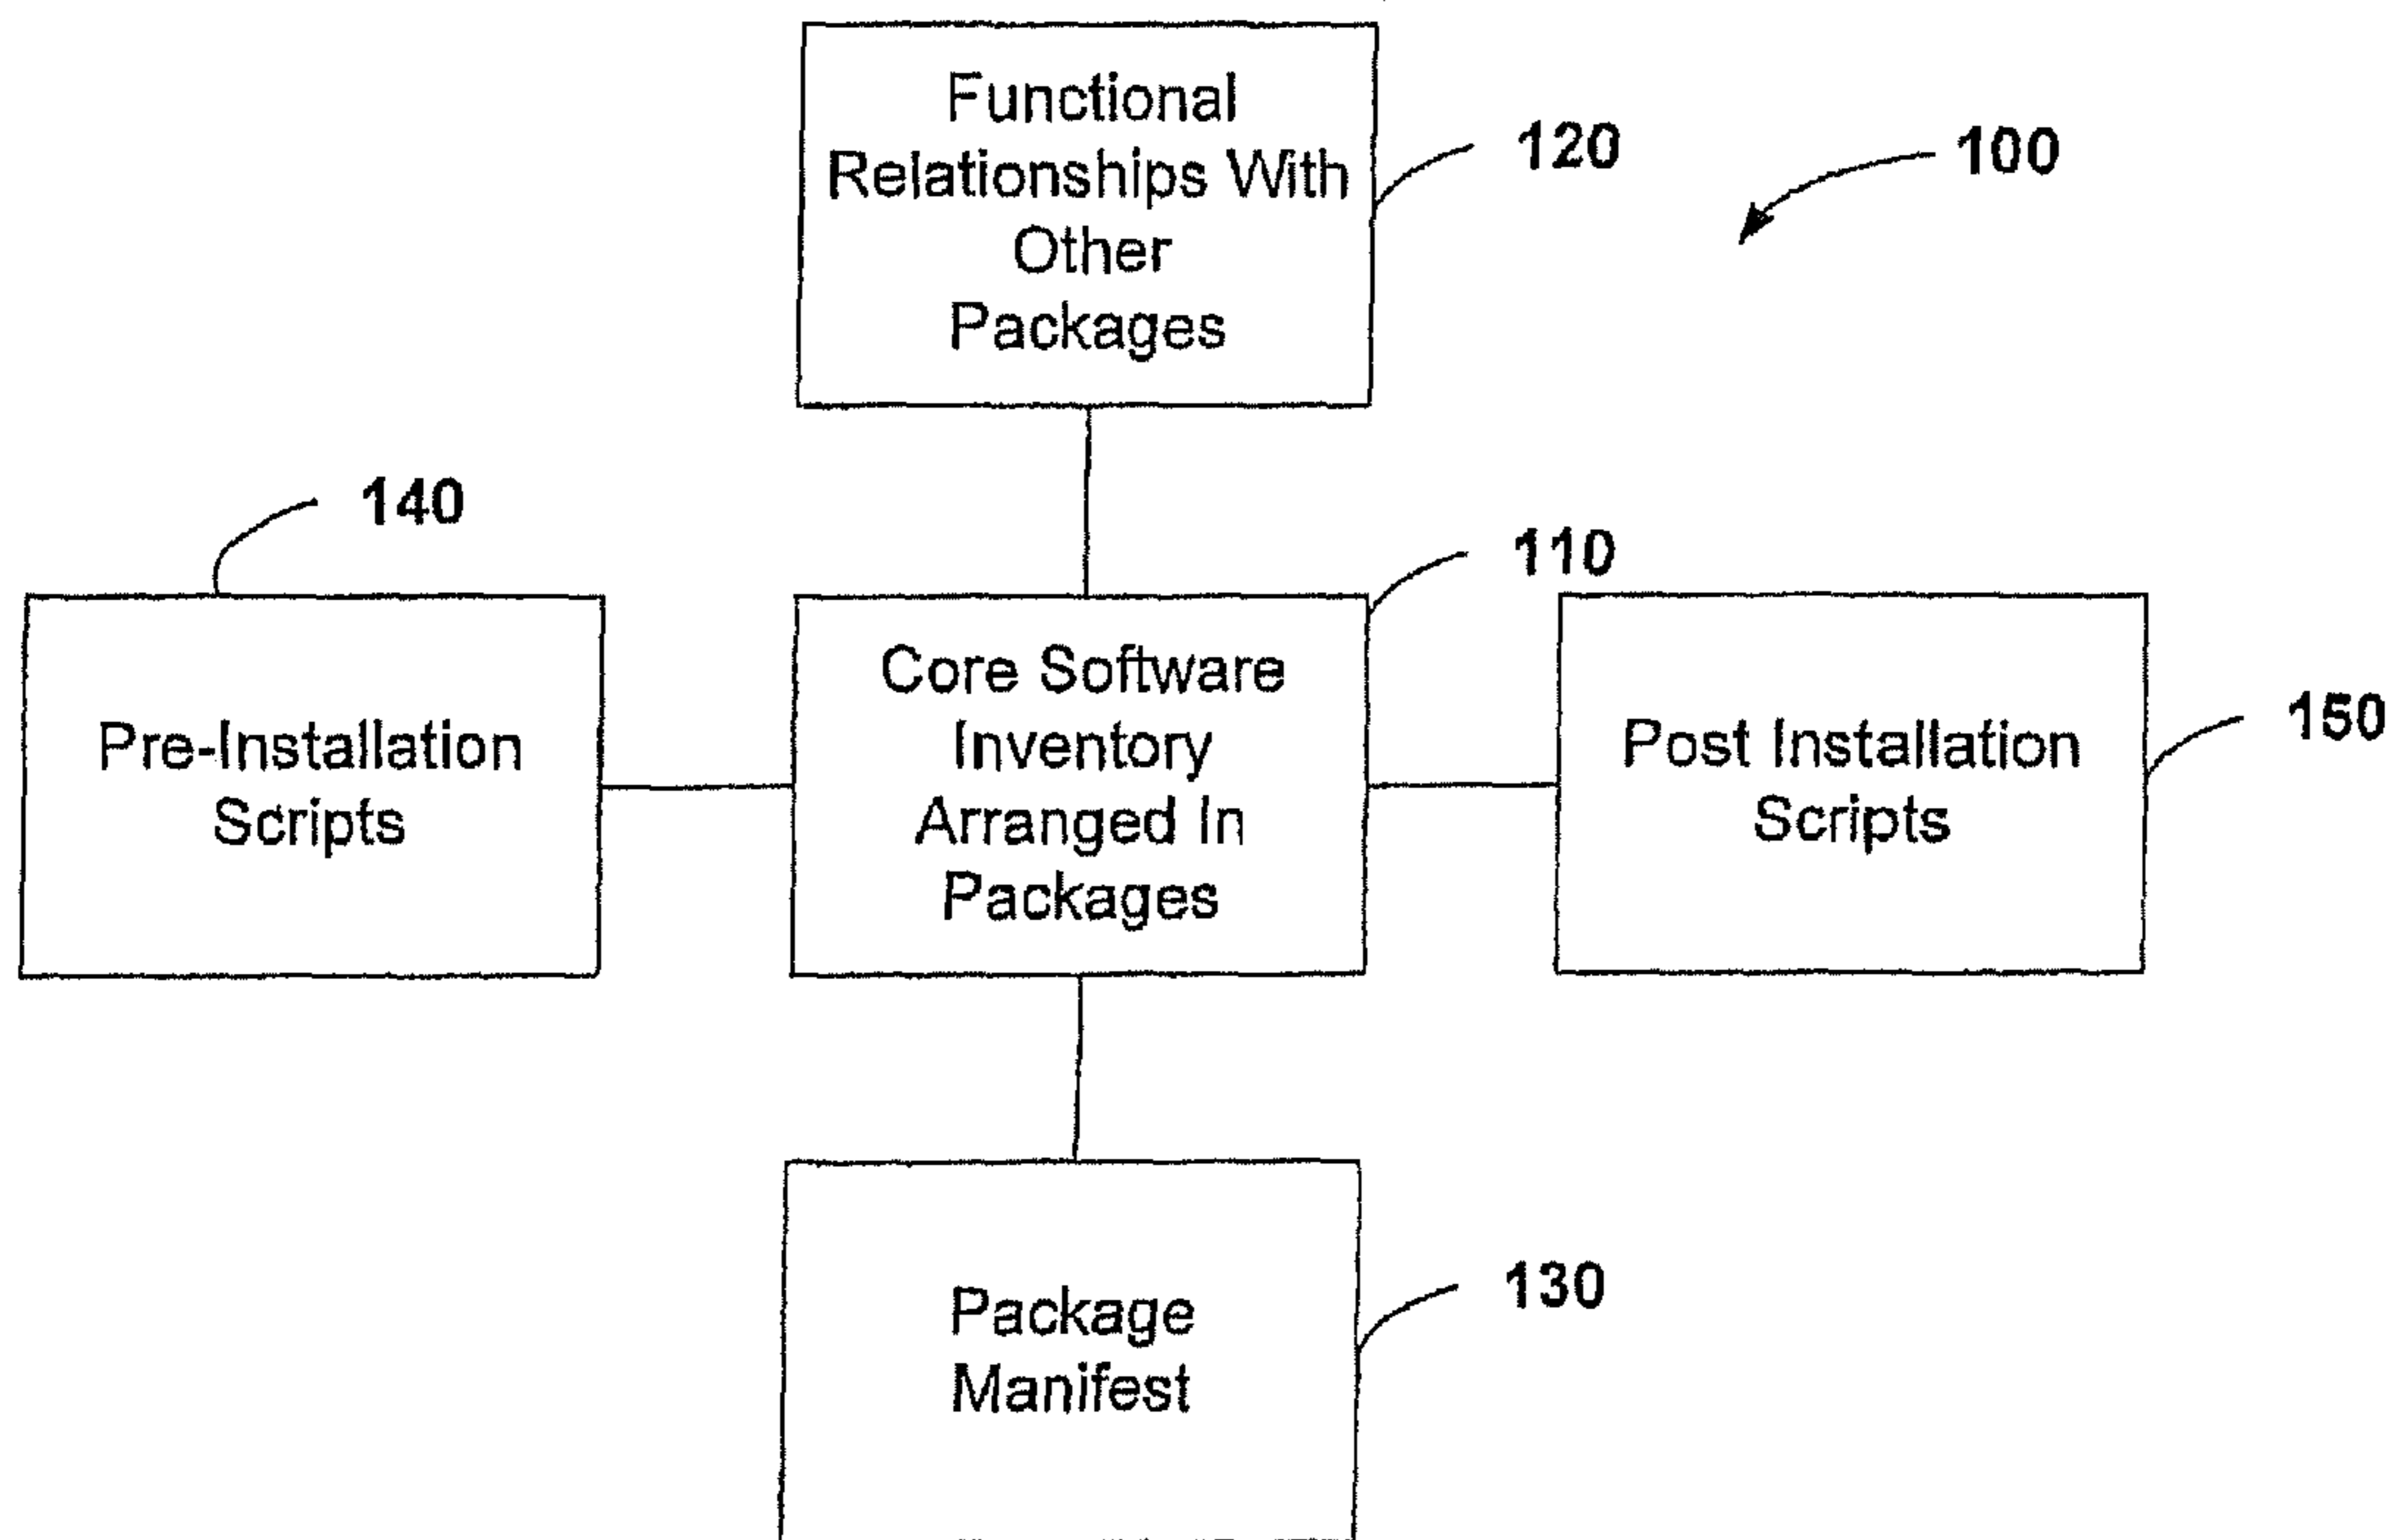 Functional
Relationships With
Other
Packages
120
100
140
110
Pre-Installation
Scripts
Core Software
Inventory
Arranged In
Packages
Post Installation
Scripts
150
Package
Manifest
130